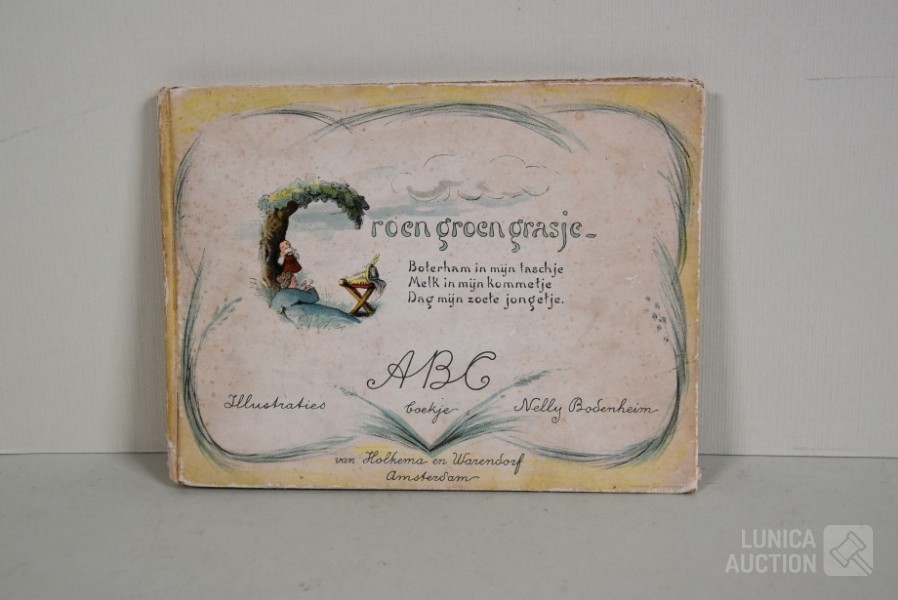 Groen groen grasje
Boterham in mijn taschje
Melk in mijn kommetje
Dag mijn zoete jongetje.
ABC
Illustraties boekje Nelly Bodenheim
van Holkema en Warendorf
Amsterdam
LUNICA
AUCTION